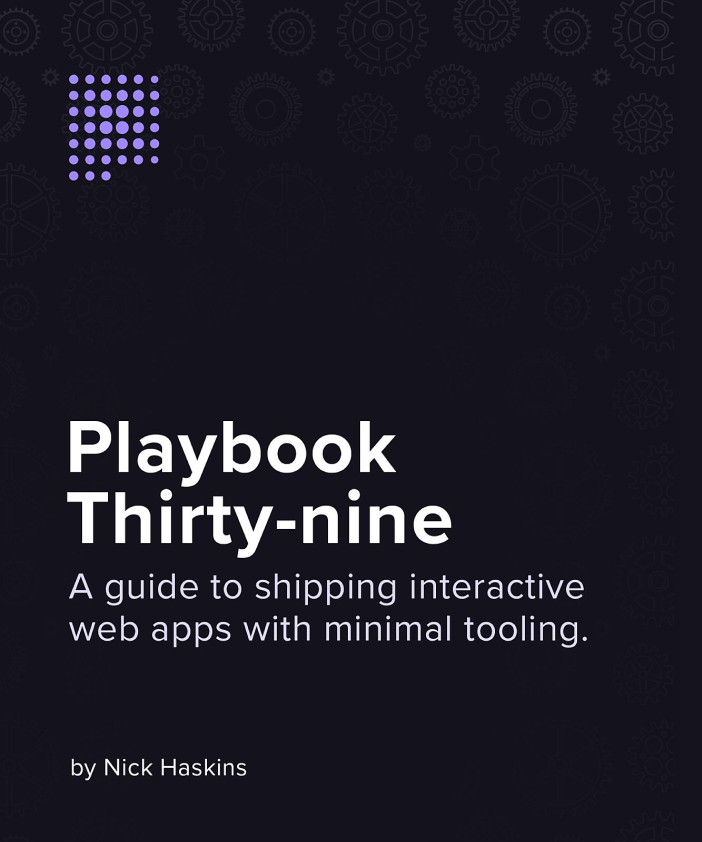 Playbook
Thirty-nine
A guide to shipping interactive
web apps with minimal tooling.
by Nick Haskins